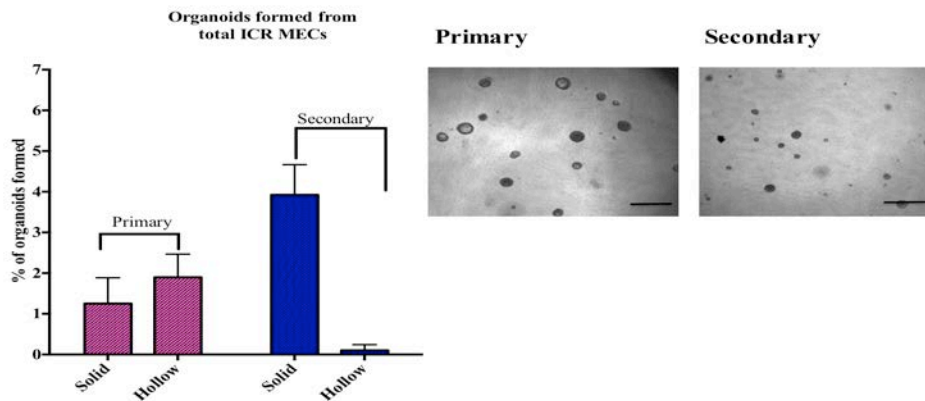 Organoids formed from
total ICR MECs
7
6
5
4
3
2
1
0
% of organoids formed
Primary
Secondary
Solid
Hollow
Solid
Hollow
Primary
Secondary